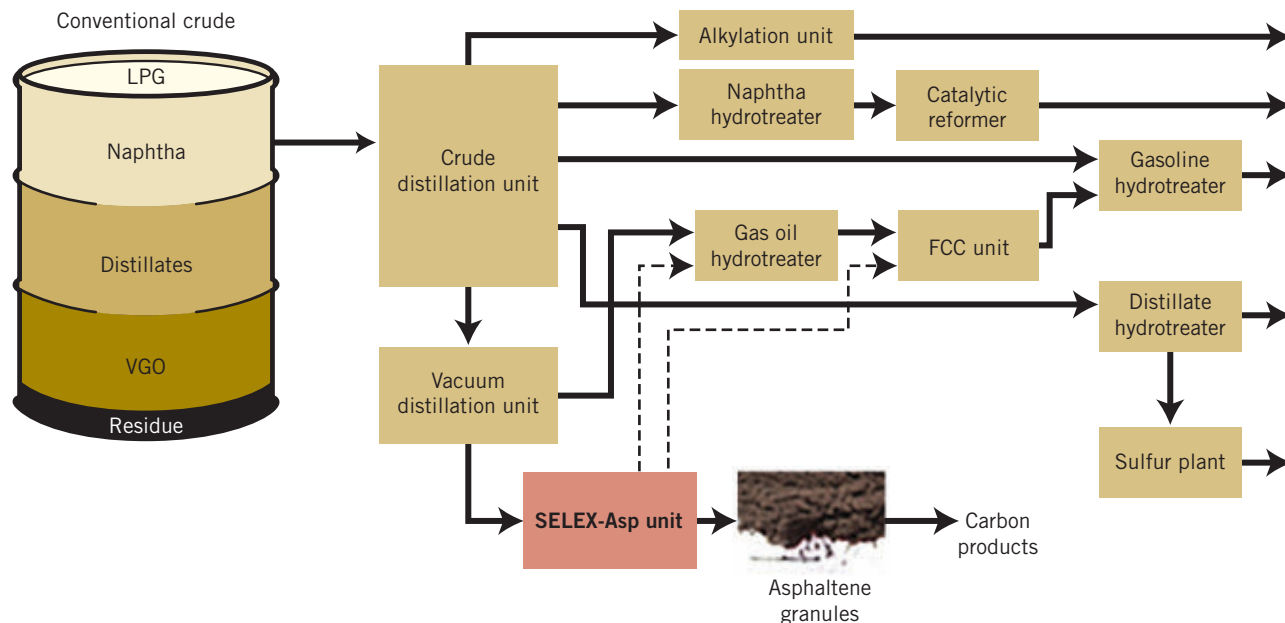 Conventional crude
LPG
Naphtha
Distillates
VGO
Residue
Crude
distillation unit
Vacuum
distillation unit
SELEX-Asp unit
Alkylation unit
Naphtha
hydrotreater
Catalytic
reformer
Gas oil
hydrotreater
FCC unit
Gasoline
hydrotreater
Distillate
hydrotreater
Sulfur plant
Asphaltene
granules
Carbon
products